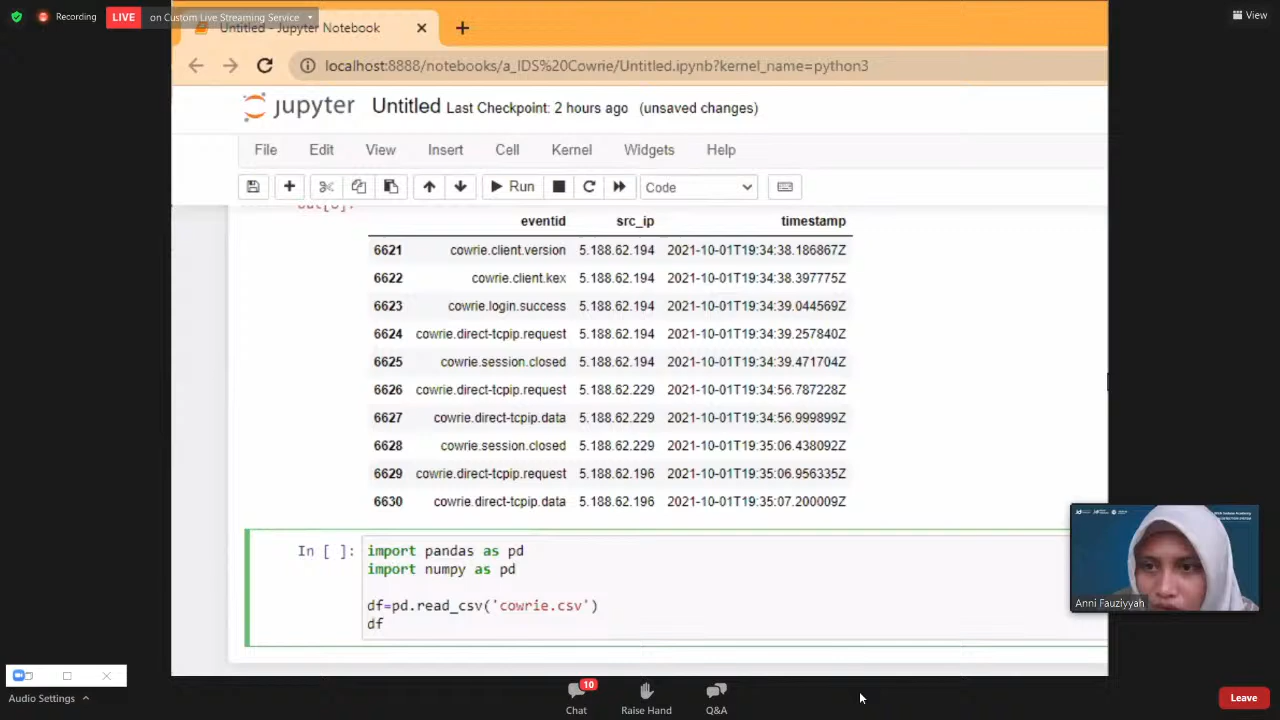 Recording
LIVE
on Custom Live Streaming Service
View
Untitled - Jupyter Notebook
localhost:8888/notebooks/a_IDS%20Cowrie/Untitled.ipynb?kernel_name=python3
jupyter Untitled Last Checkpoint: 2 hours ago (unsaved changes)
File Edit View Insert Cell Kernel Widgets Help
Run Code
eventid src_ip timestamp
6621 cowrie.client.version 5.188.62.194 2021-10-01T19:34:38.186867Z
6622 cowrie.client.kex 5.188.62.194 2021-10-01T19:34:38.397775Z
6623 cowrie.login.success 5.188.62.194 2021-10-01T19:34:39.044569Z
6624 cowrie.direct-tcpip.request 5.188.62.194 2021-10-01T19:34:39.257840Z
6625 cowrie.session.closed 5.188.62.194 2021-10-01T19:34:39.471704Z
6626 cowrie.direct-tcpip.request 5.188.62.229 2021-10-01T19:34:56.787228Z
6627 cowrie.direct-tcpip.data 5.188.62.229 2021-10-01T19:34:56.999899Z
6628 cowrie.session.closed 5.188.62.229 2021-10-01T19:35:06.438092Z
6629 cowrie.direct-tcpip.request 5.188.62.196 2021-10-01T19:35:06.956335Z
6630 cowrie.direct-tcpip.data 5.188.62.196 2021-10-01T19:35:07.200009Z
In [ ]: import pandas as pd
import numpy as pd
df=pd.read_csv('cowrie.csv')
df
Anni Fauziyyah
Audio Settings
10
Chat
Raise Hand
Q&A
Leave